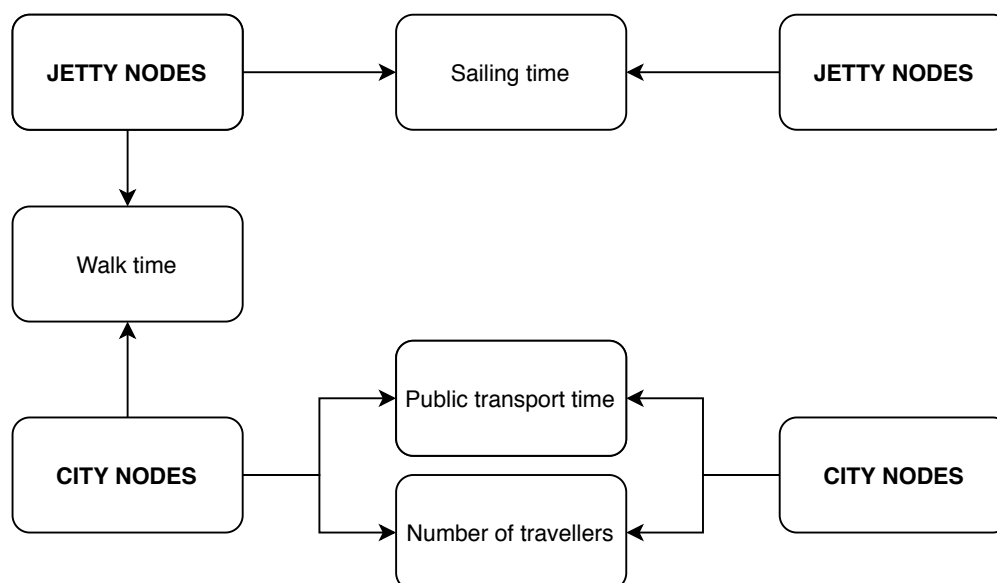 JETTY NODES
Sailing time
JETTY NODES
Walk time
Public transport time
CITY NODES
CITY NODES
Number of travellers